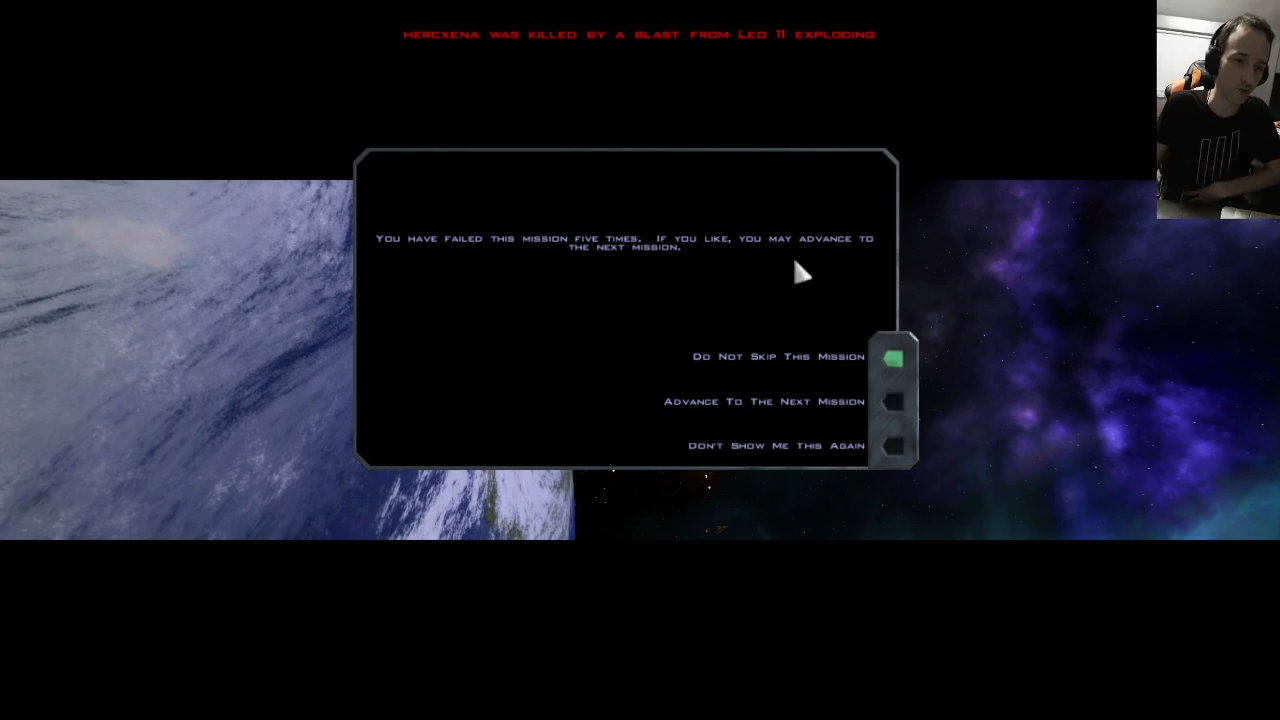 HERCXENA WAS KILLED BY A BLAST FROM LEO 11 EXPLODING
YOU HAVE FAILED THIS MISSION FIVE TIMES. IF YOU LIKE, YOU MAY ADVANCE TO
THE NEXT MISSION.
DO NOT SKIP THIS MISSION
ADVANCE TO THE NEXT MISSION
DON'T SHOW ME THIS AGAIN